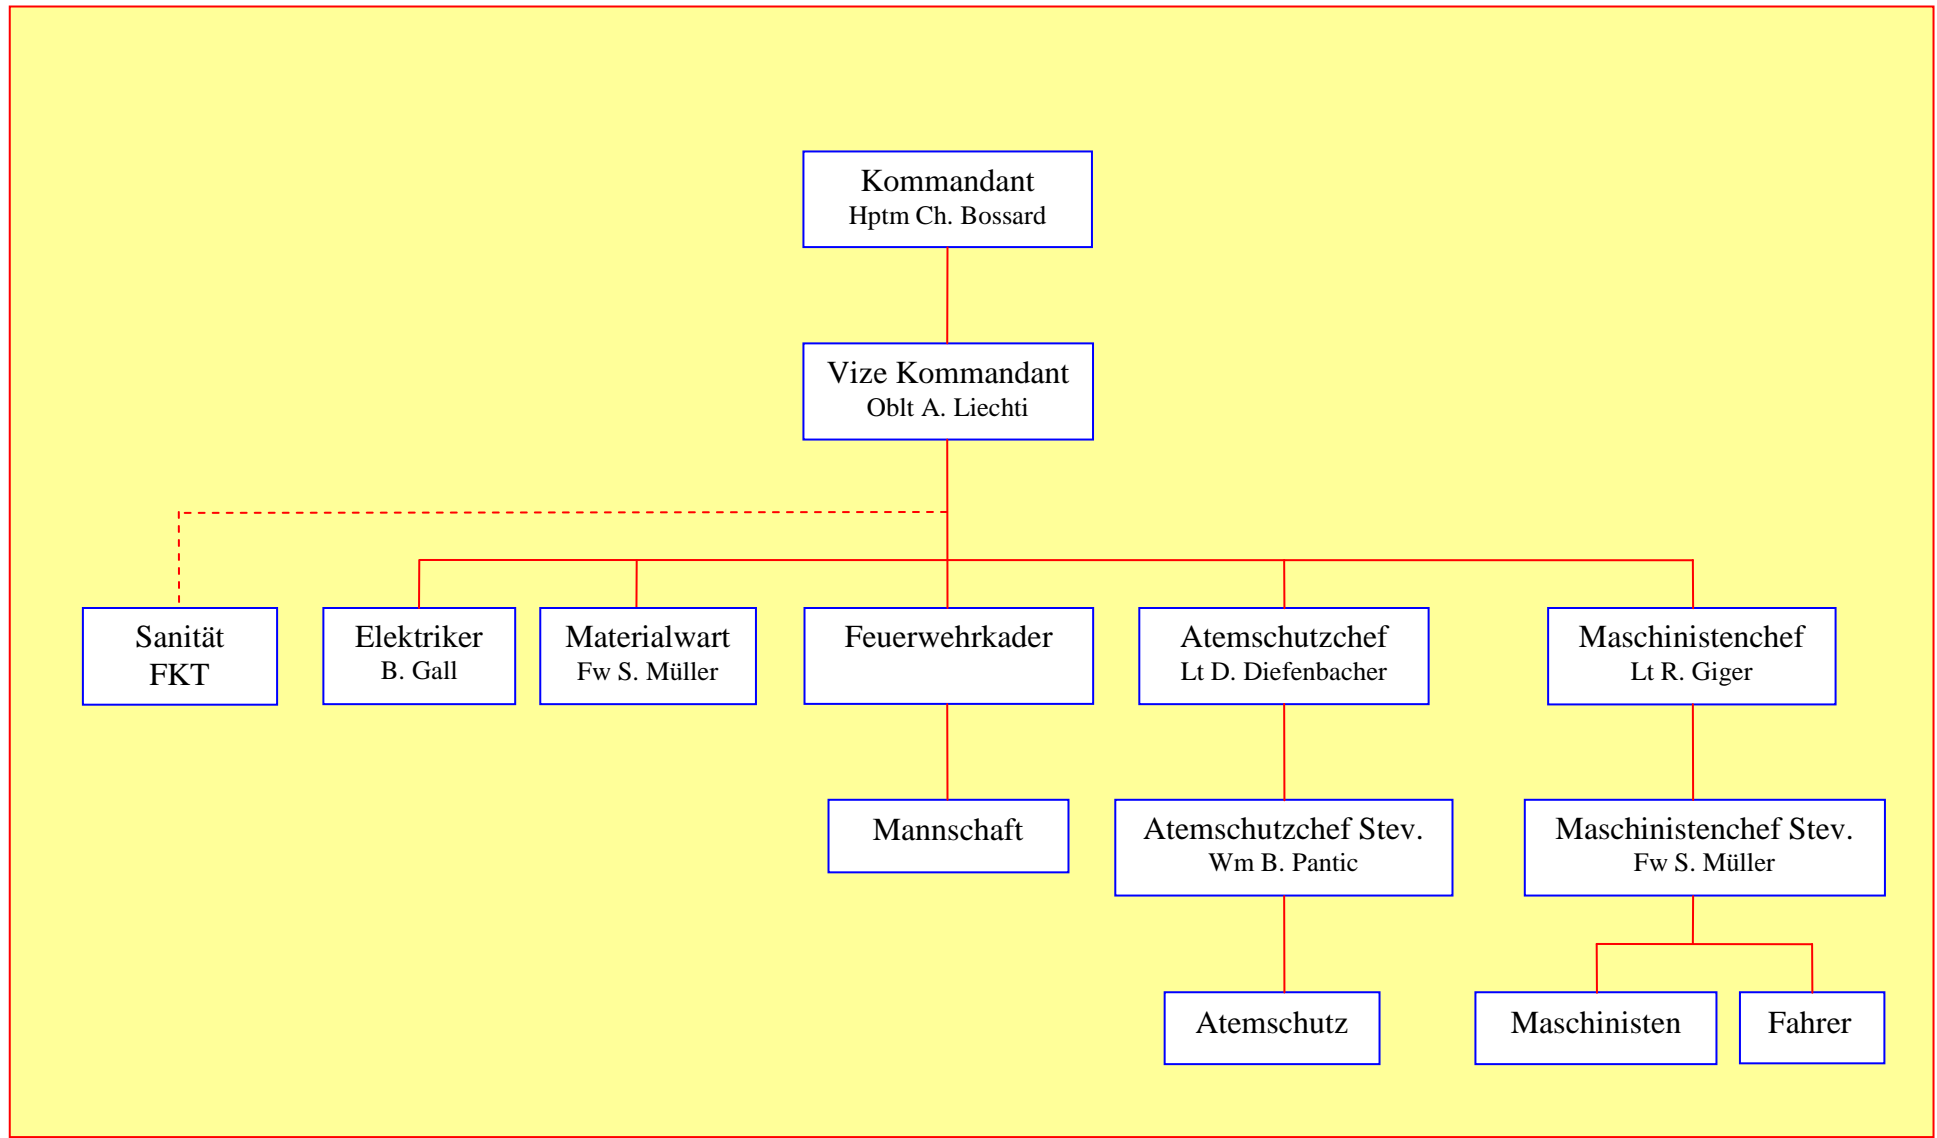 Kommandant
Hptm Ch. Bossard
Vize Kommandant
Oblt A. Liechti
Sanität
FKT
Elektriker
B. Gall
Materialwart
Fw S. Müller
Feuerwehrkader
Atemschutzchef
Lt D. Diefenbacher
Maschinistenchef
Lt R. Giger
Mannschaft
Atemschutzchef Stev.
Wm B. Pantic
Maschinistenchef Stev.
Fw S. Müller
Atemschutz
Maschinisten
Fahrer